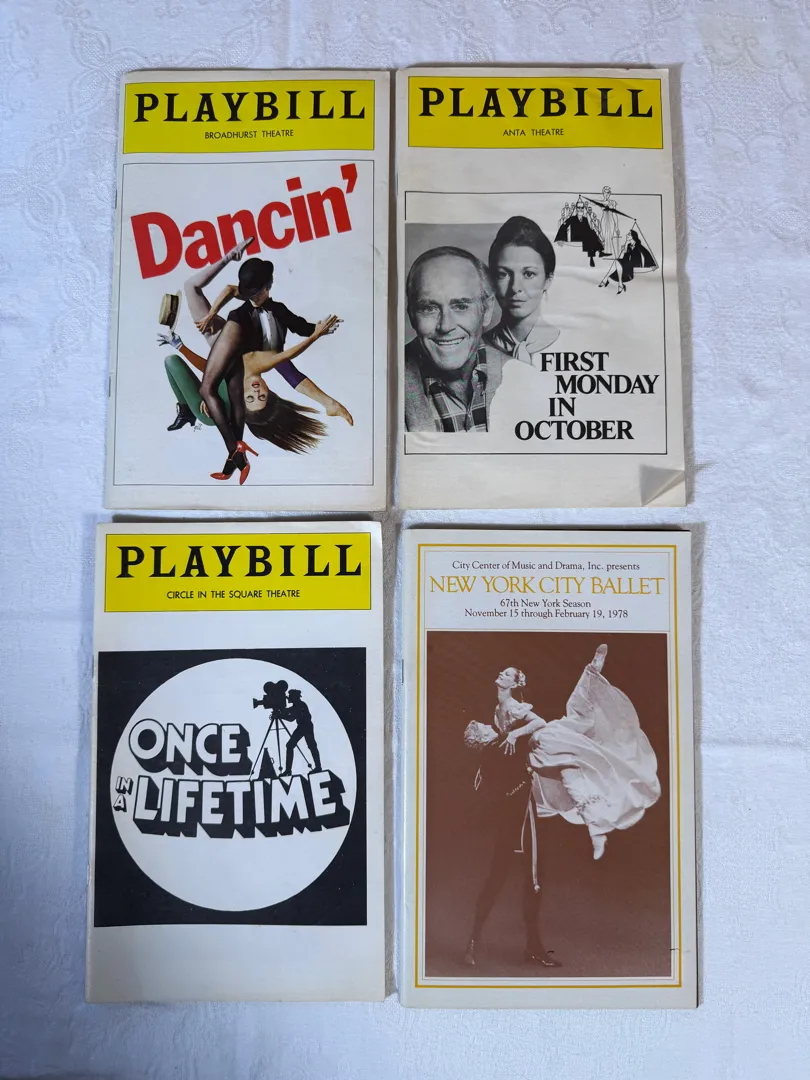 PLAYBILL
BROADHURST THEATRE
Dancin'
PLAYBILL
ANTA THEATRE
FIRST
MONDAY
IN
OCTOBER
PLAYBILL
CIRCLE IN THE SQUARE THEATRE
ONCE
IN
A
LIFETIME
City Center of Music and Drama, Inc. presents
NEW YORK CITY BALLET
67th New York Season
November 15 through February 19, 1978